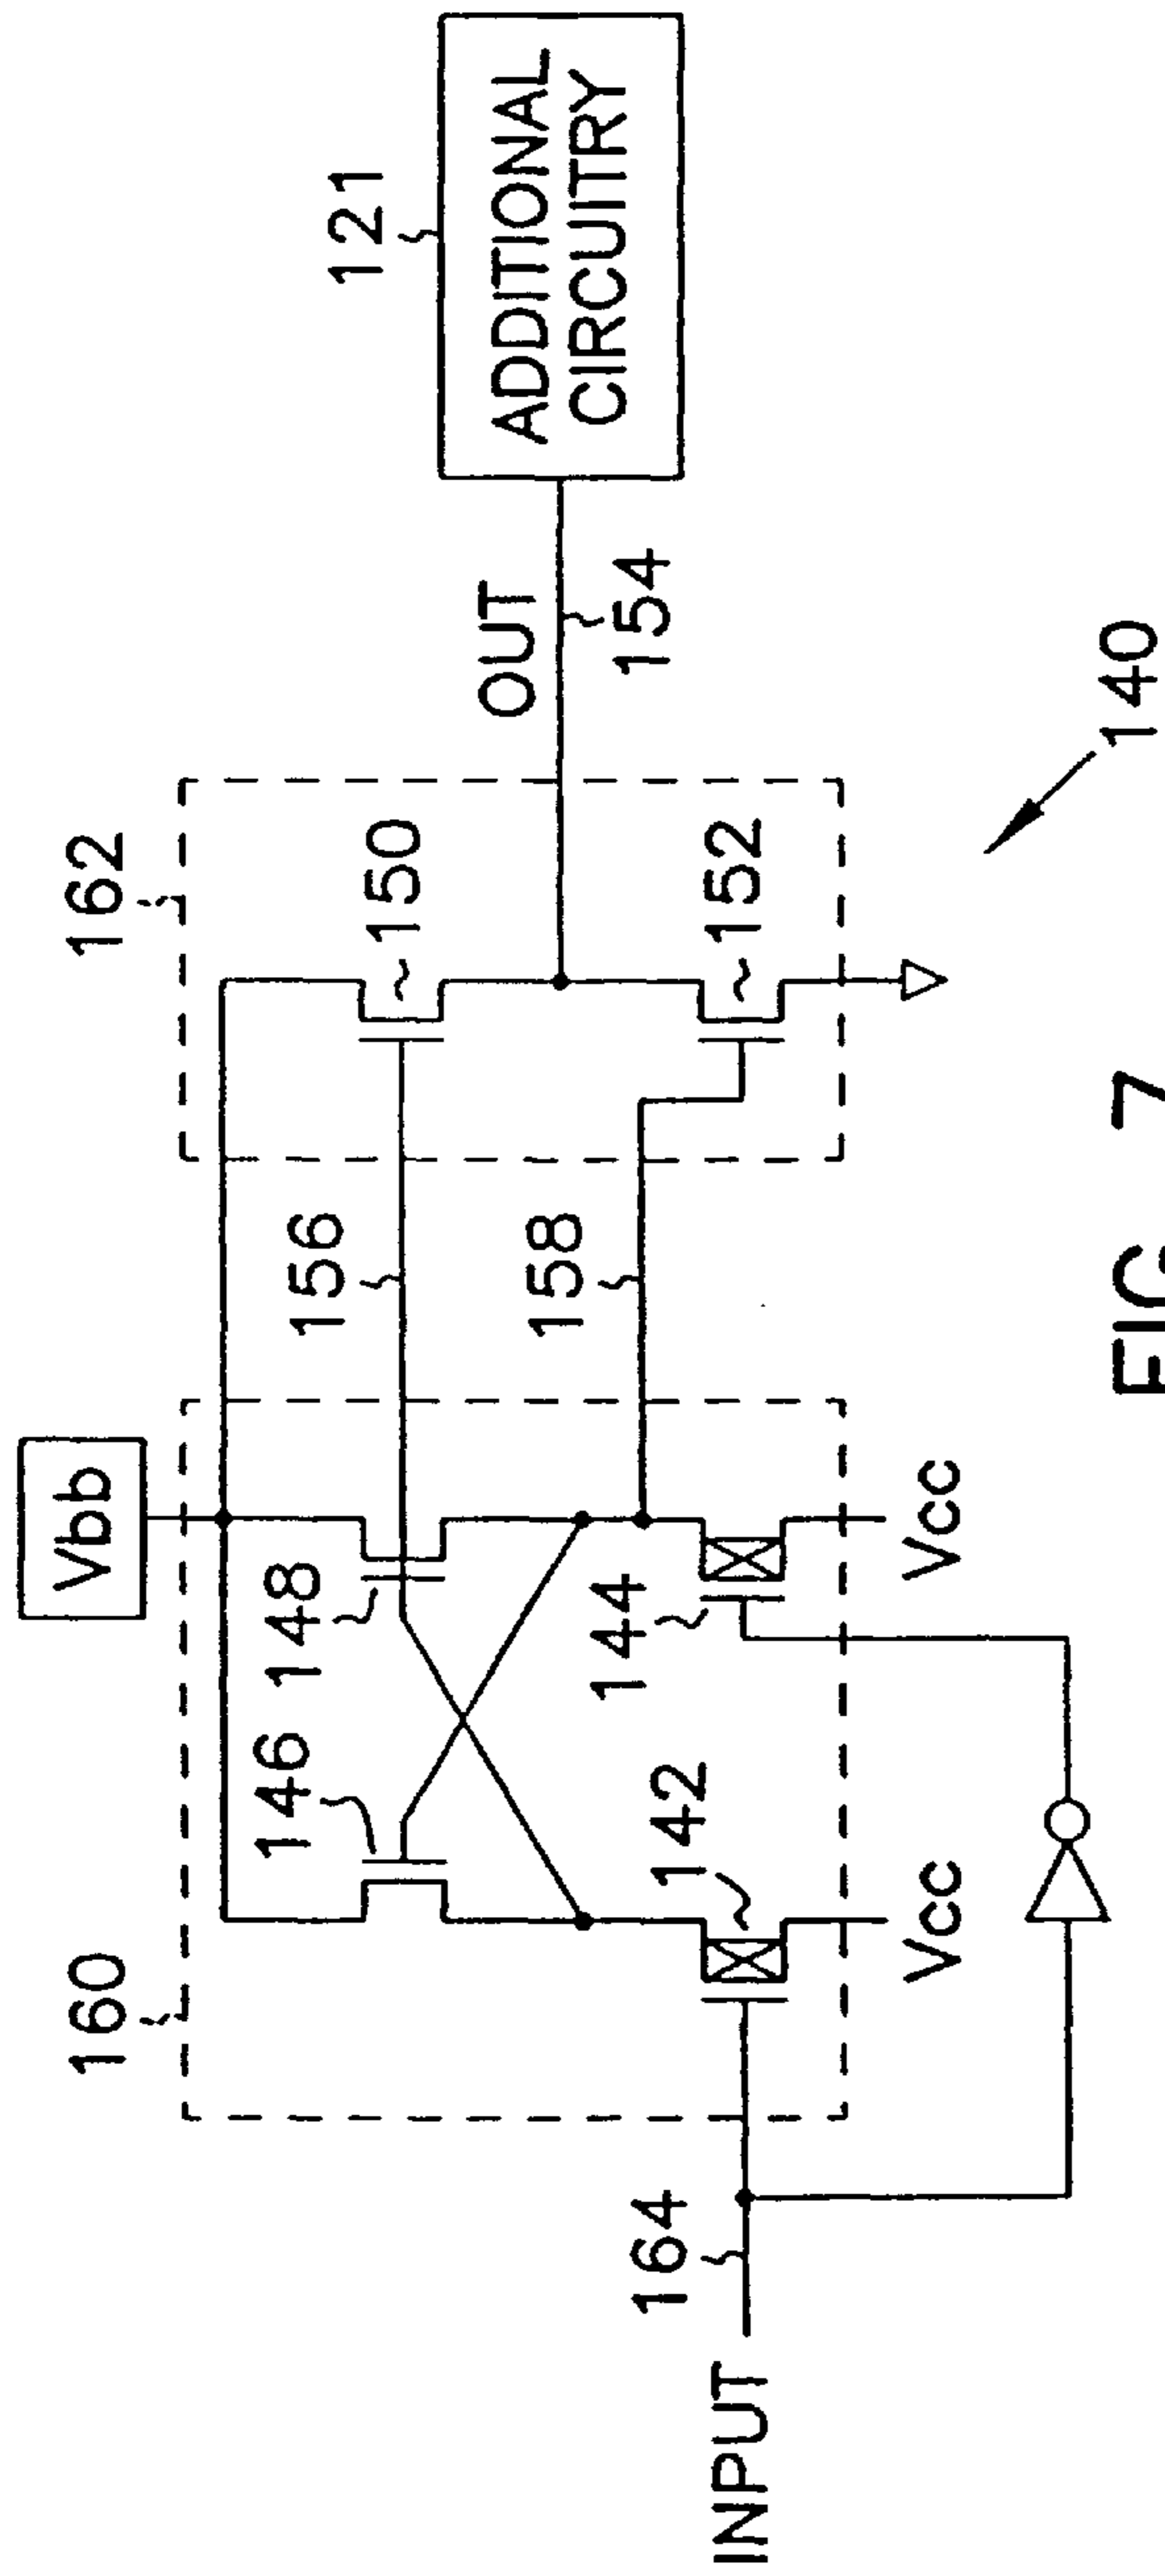 Vbb
160
162
146
148
156
150
121
ADDITIONAL
CIRCUITRY
OUT
154
158
152
142
144
164
INPUT
Vcc
Vcc
140
FIG 7